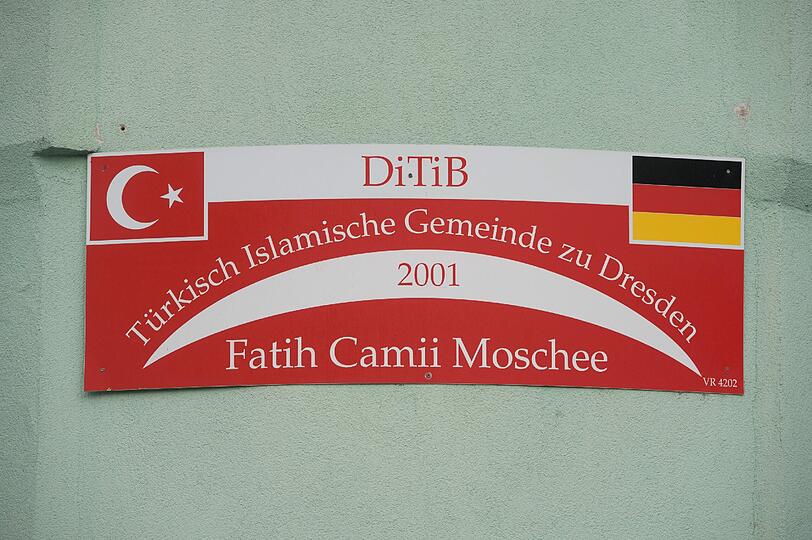 DiTiB
Türkisch Islamische Gemeinde zu Dresden
2001
Fatih Camii Moschee
VR 4202